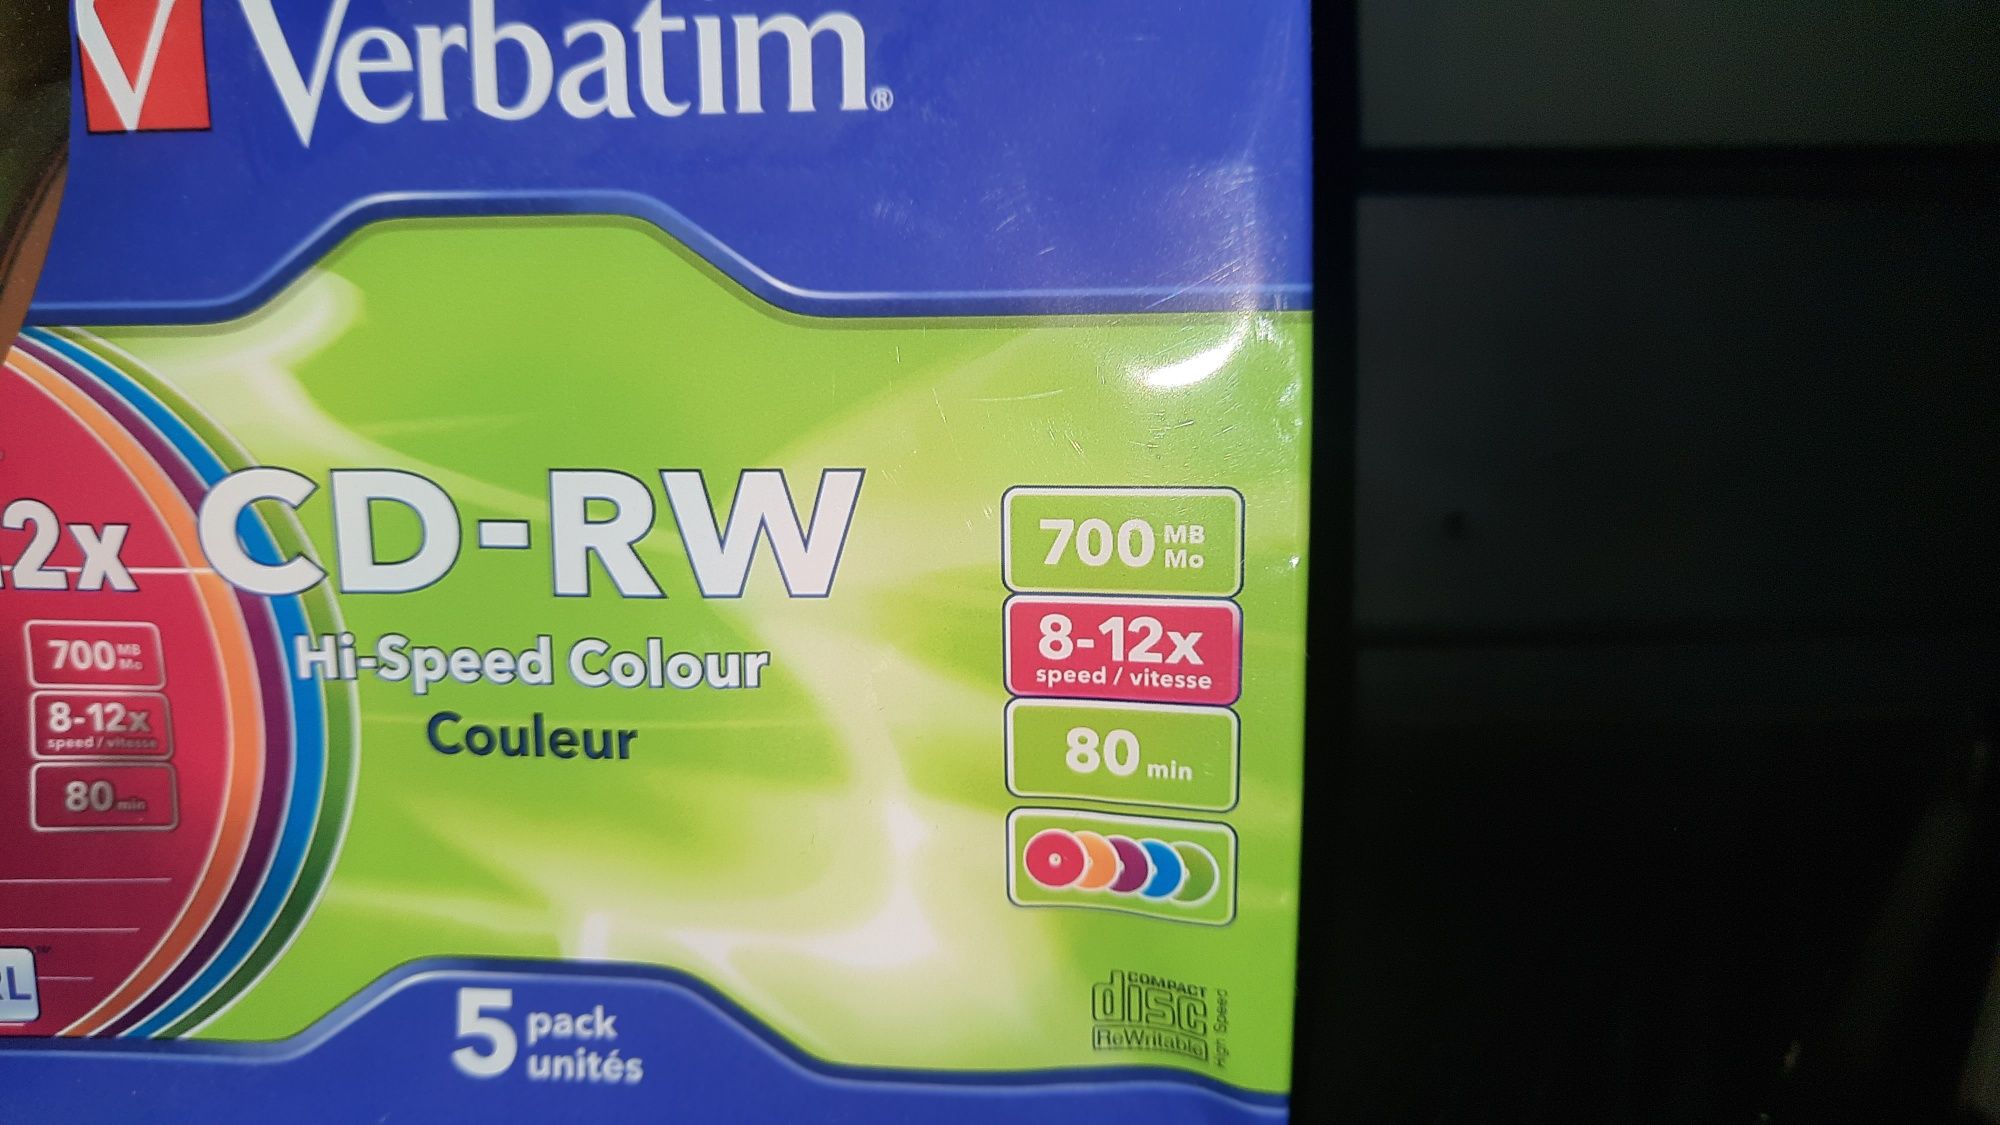 Verbatim®
2x
CD-RW
Hi-Speed Colour
Couleur
700 MB
Mo
8-12x
speed / vitesse
80 min
700 MB
Mo
8-12x
speed / vitesse
80 min
RL
5 pack
unités
COMPACT
disc
ReWritable
High Speed